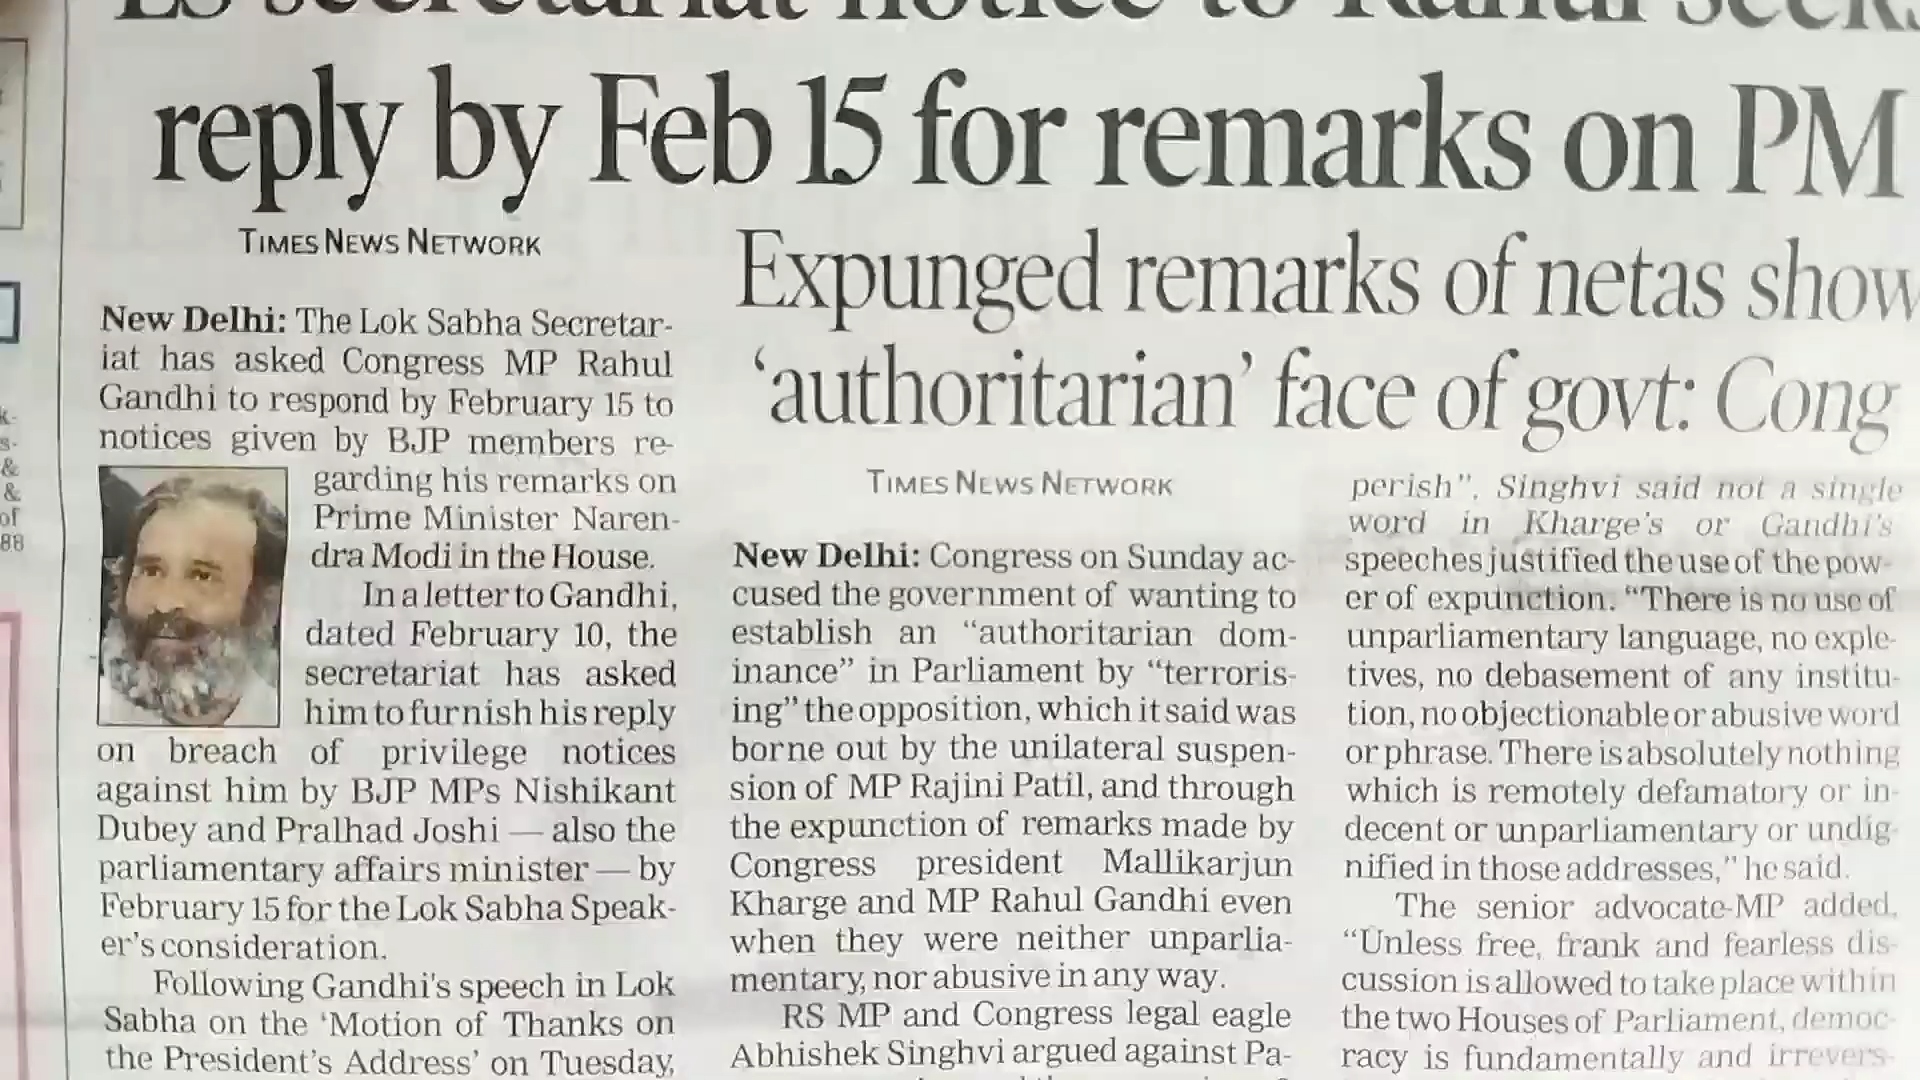 LS secretariat notice to Rahul seeks
reply by Feb 15 for remarks on PM
TIMES NEWS NETWORK
New Delhi: The Lok Sabha Secretar-
iat has asked Congress MP Rahul
Gandhi to respond by February 15 to
notices given by BJP members re-
garding his remarks on
Prime Minister Naren-
dra Modi in the House.
In a letter to Gandhi,
dated February 10, the
secretariat has asked
him to furnish his reply
on breach of privilege notices
against him by BJP MPs Nishikant
Dubey and Pralhad Joshi — also the
parliamentary affairs minister — by
February 15 for the Lok Sabha Speak-
er's consideration.
Following Gandhi's speech in Lok
Sabha on the 'Motion of Thanks on
the President's Address' on Tuesday,
Expunged remarks of netas show
'authoritarian' face of govt: Cong
TIMES NEWS NETWORK
New Delhi: Congress on Sunday ac-
cused the government of wanting to
establish an “authoritarian dom-
inance” in Parliament by “terroris-
ing” the opposition, which it said was
borne out by the unilateral suspen-
sion of MP Rajini Patil, and through
the expunction of remarks made by
Congress president Mallikarjun
Kharge and MP Rahul Gandhi even
when they were neither unparlia-
mentary, nor abusive in any way.
RS MP and Congress legal eagle
Abhishek Singhvi argued against Pa-
perish”. Singhvi said not a single
word in Kharge's or Gandhi's
speeches justified the use of the pow-
er of expunction. “There is no use of
unparliamentary language, no exple-
tives, no debasement of any institu-
tion, no objectionable or abusive word
or phrase. There is absolutely nothing
which is remotely defamatory or in-
decent or unparliamentary or undig-
nified in those addresses,” he said.
The senior advocate-MP added,
“Unless free, frank and fearless dis-
cussion is allowed to take place within
the two Houses of Parliament, democ-
racy is fundamentally and irrevers-
k-
s-
&
&
of
88